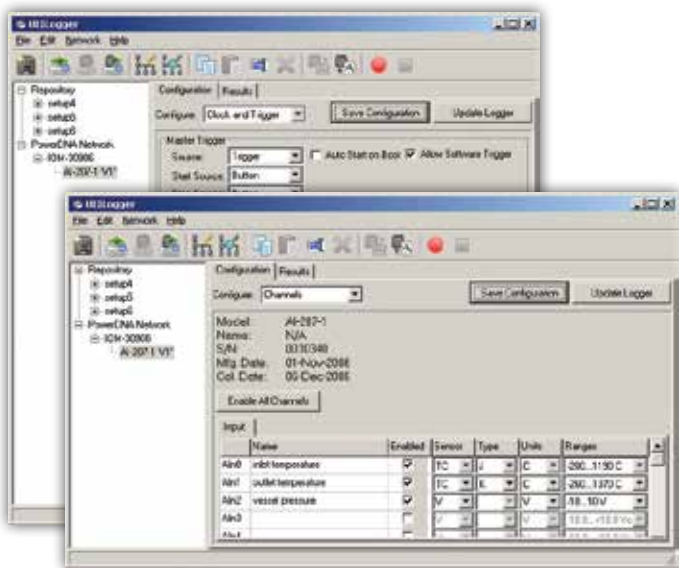 UEILogger
File Edit Network Help
Repository
setup4
setup5
setup6
PowerDNA Network
IOM-30986
AI-207-1 V1*
Configuration Results
Configure: Clock and Trigger Save Configuration Update Logger
Master Trigger
Source: Trigger Auto Start on Boot Allow Software Trigger
Start Source: Button
UEILogger
File Edit Network Help
Repository
setup4
setup5
setup6
PowerDNA Network
IOM-30986
AI-207-1 V1*
Configuration Results
Configure: Channels Save Configuration Update Logger
Model: AI-207-1
Name: N/A
S/N: 0030348
Mfg. Date: 01-Nov-2006
Cal. Date: 06-Dec-2006
Enable All Channels
Input
Name Enabled Sensor Type Units Ranges
AIn0 inlet temperature TC J C
AIn1 outlet temperature TC K C
AIn2 vessel pressure V V -10..10 V
AIn3 V V